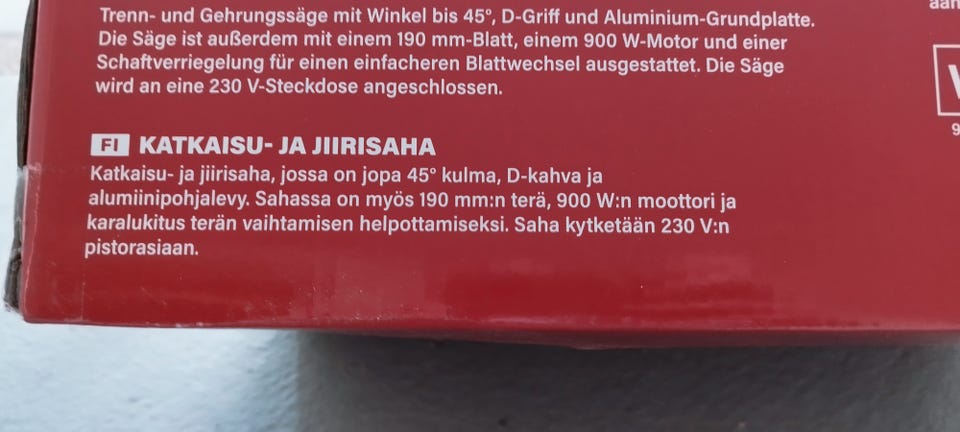 Trenn- und Gehrungssäge mit Winkel bis 45°, D-Griff und Aluminium-Grundplatte.
Die Säge ist außerdem mit einem 190 mm-Blatt, einem 900 W-Motor und einer
Schaftverriegelung für einen einfacheren Blattwechsel ausgestattet. Die Säge
wird an eine 230 V-Steckdose angeschlossen.
FI KATKAISU- JA JIIRISAHA
Katkaisu- ja jiirisaha, jossa on jopa 45° kulma, D-kahva ja
alumiinipohjalevy. Sahassa on myös 190 mm:n terä, 900 W:n moottori ja
karalukitus terän vaihtamisen helpottamiseksi. Saha kytketään 230 V:n
pistorasiaan.